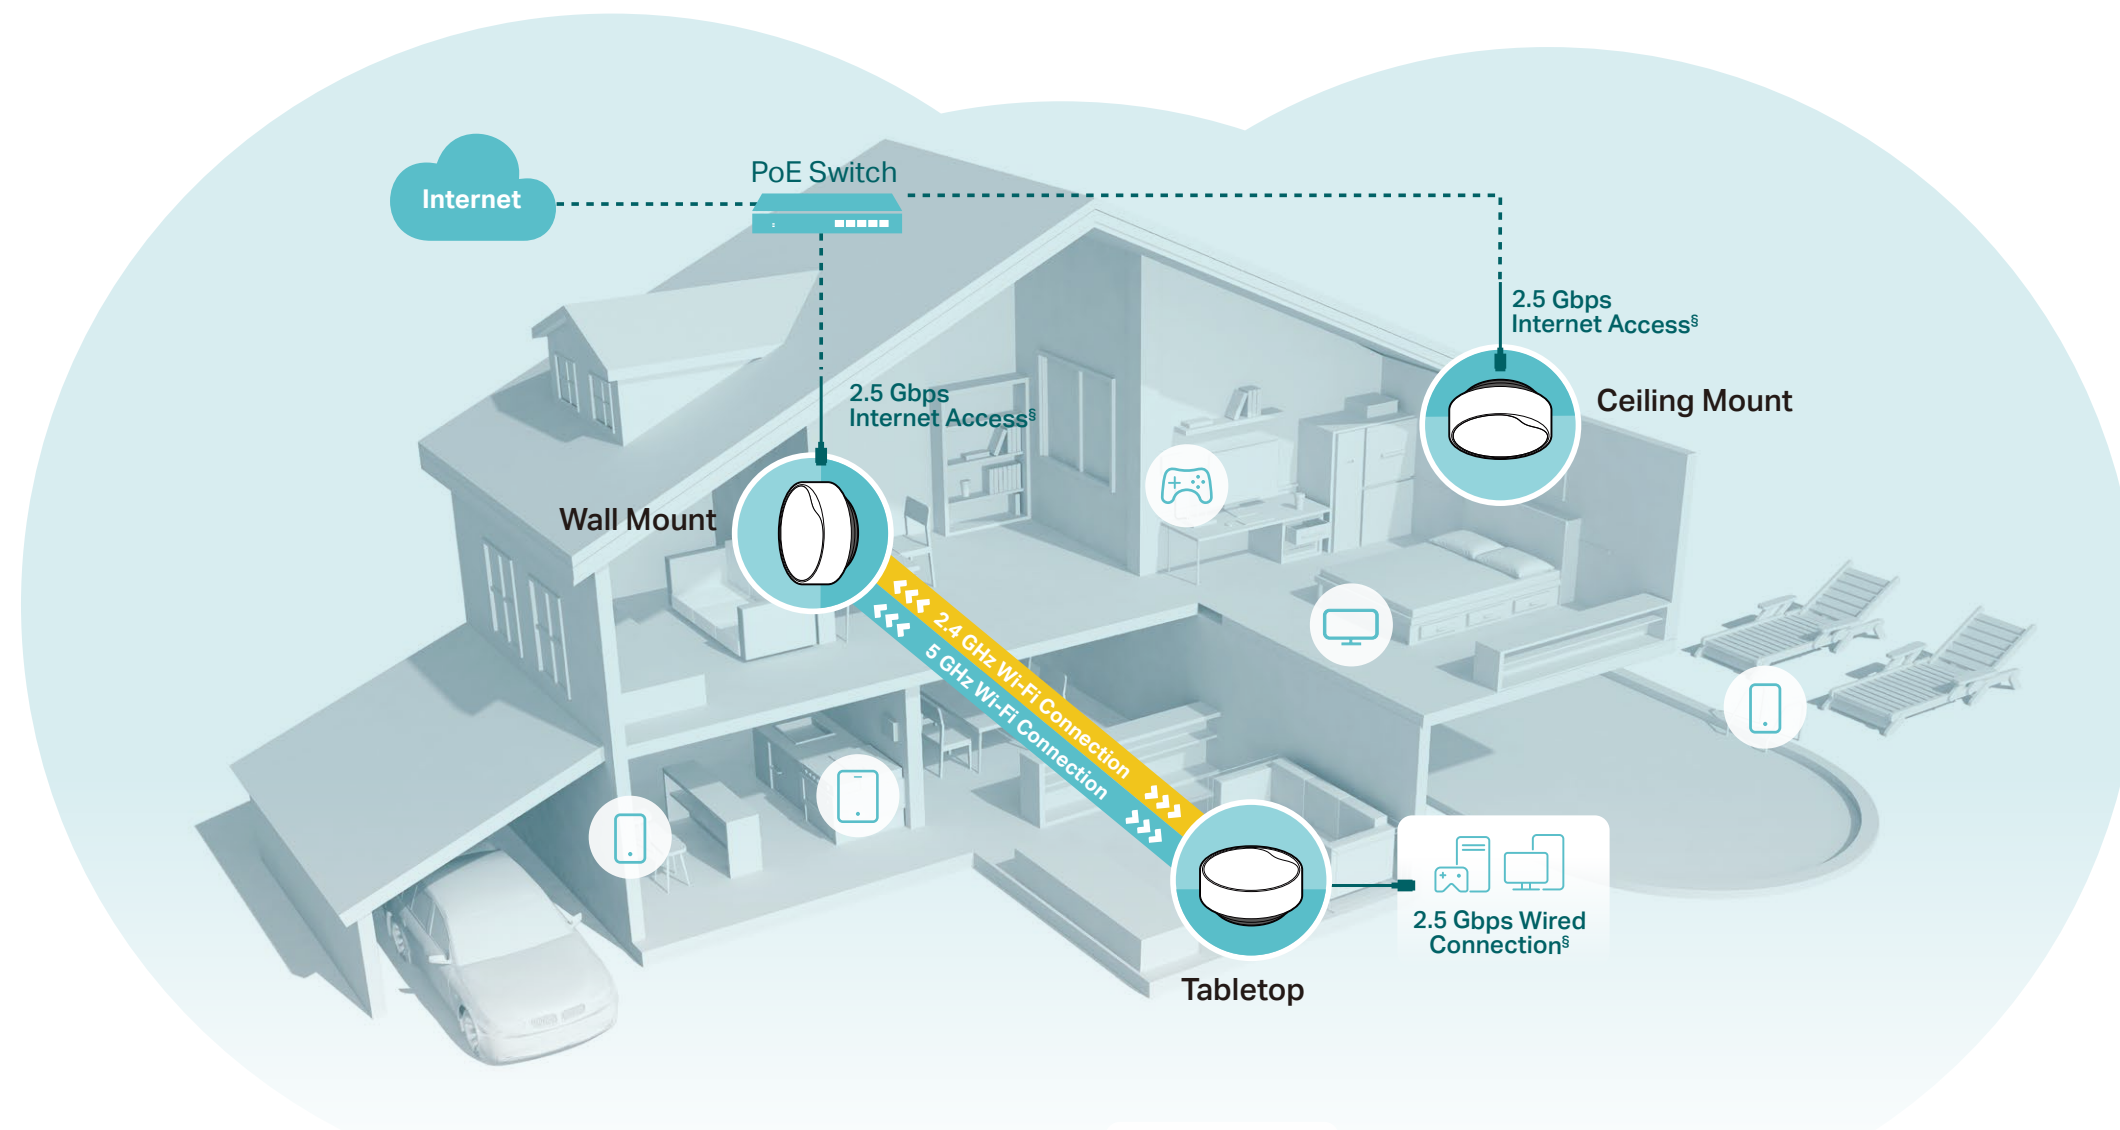 PoE Switch
Internet
2.5 Gbps
Internet Access§
2.5 Gbps
Internet Access§
Ceiling Mount
Wall Mount
2.4 GHz Wi-Fi Connection
5 GHz Wi-Fi Connection
2.5 Gbps Wired
Connection§
Tabletop